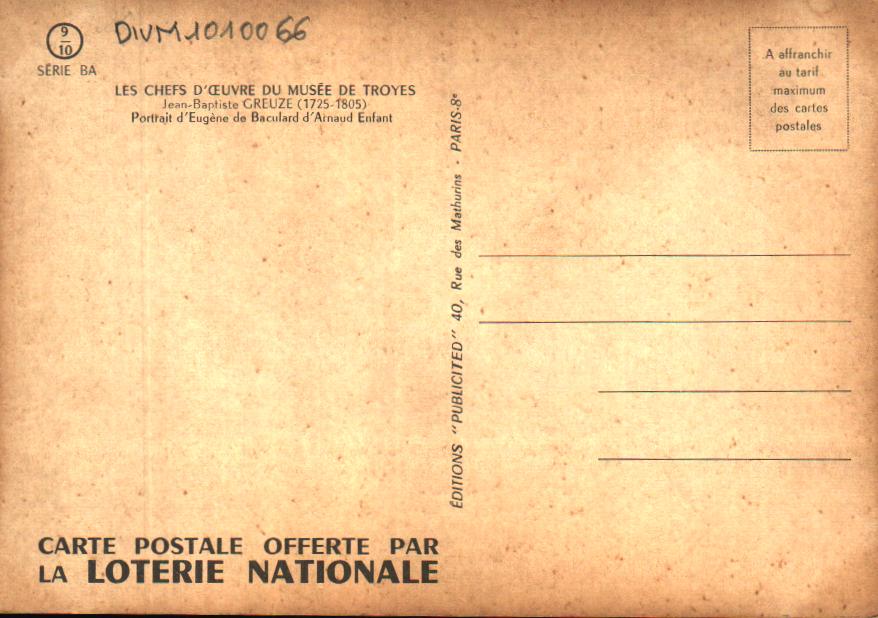 9
10
SÉRIE BA
DIVM1010066
LES CHEFS D'ŒUVRE DU MUSÉE DE TROYES
Jean-Baptiste GREUZE (1725-1805)
Portrait d'Eugène de Baculard d'Arnaud Enfant
A affranchir
au tarif
maximum
des cartes
postales
ÉDITIONS "PUBLICITED" 40, Rue des Mathurins - PARIS-8e
CARTE POSTALE OFFERTE PAR
LA LOTERIE NATIONALE